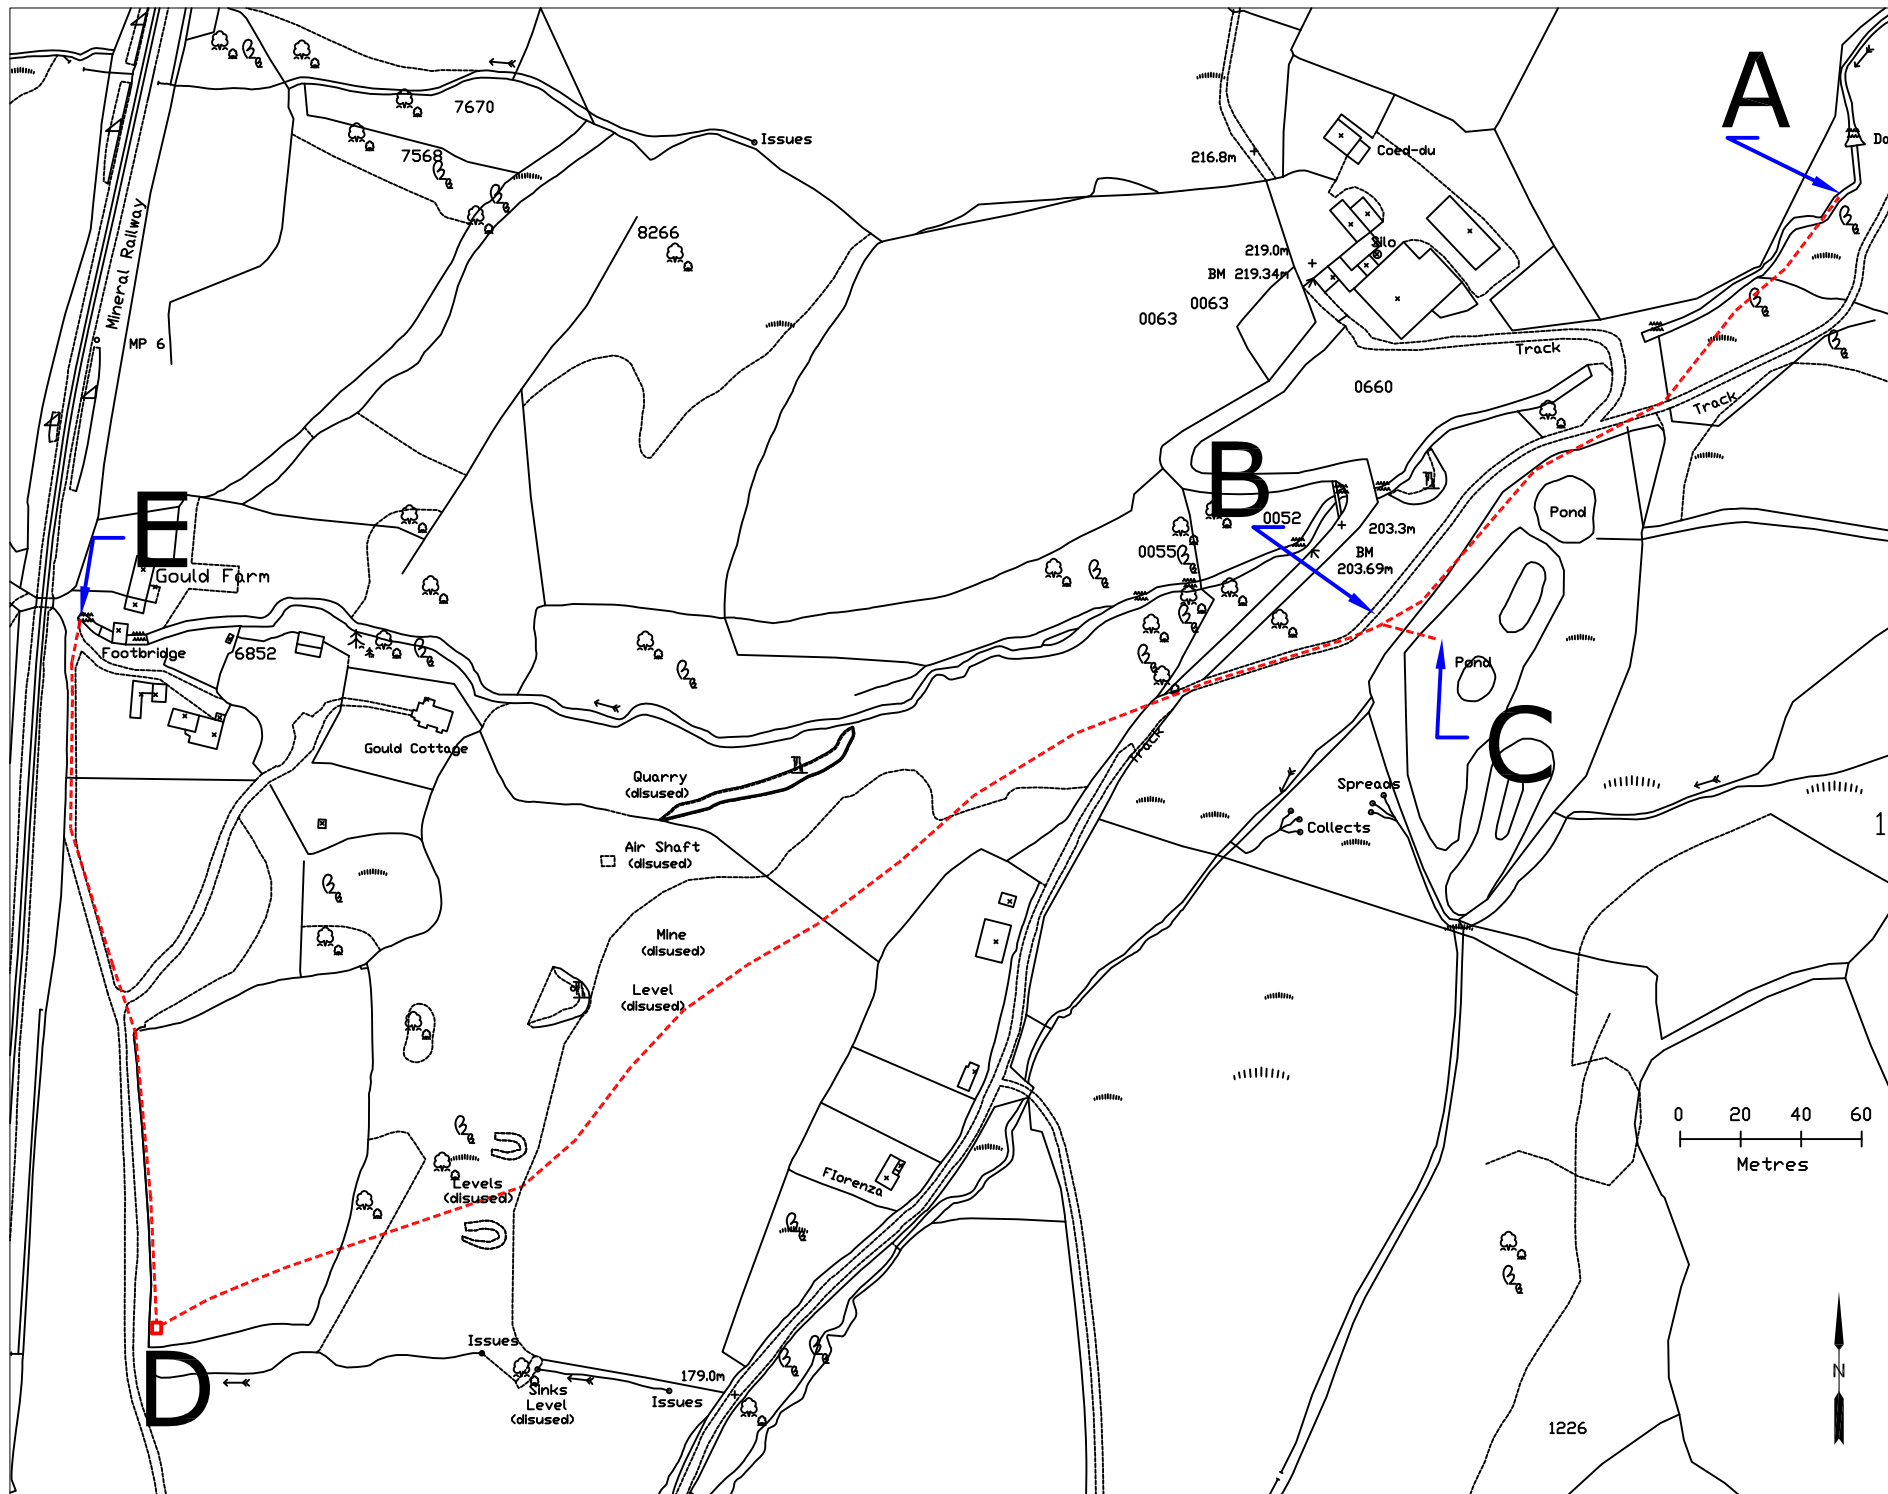 A
7670
Issues
7568
216.8m
Coed-du
Mineral Railway
8266
219.0m
Silo
BM 219.34m
0063
0063
MP 6
Track
0660
Track
B
E
0052
203.3m
Pond
0055
BM
203.69m
Gould Farm
Footbridge
6852
Pond
C
Gould Cottage
Track
Quarry
(disused)
Spreads
Collects
1
Air Shaft
(disused)
Mine
(disused)
Level
(disused)
0 20 40 60
Metres
Florenza
Levels
(disused)
Issues
D
179.0m
Issues
Sinks
Level
(disused)
N
1226